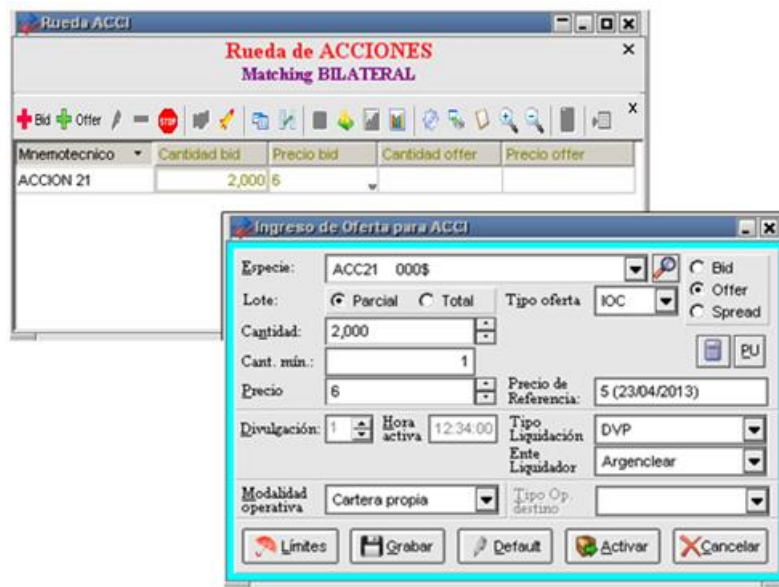 Rueda ACCI
Rueda de ACCIONES
Matching BILATERAL
Bid Offer STOP
Mnemotecnico Cantidad bid Precio bid Cantidad offer Precio offer
ACCION 21 2,000 6
Ingreso de Oferta para ACCI
Especie: ACC21 000$ Bid
Lote: Parcial Total Tipo oferta IOC Offer
Spread
Cantidad: 2,000
Cant. mín.: 1 PU
Precio 6 Precio de Referencia: 5 (23/04/2013)
Divulgación: 1 Hora activa 12:34:00 Tipo Liquidación DVP
Ente Liquidador Argenclear
Modalidad operativa Cartera propia Tipo Op. destino
Límites Grabar Default Activar Cancelar